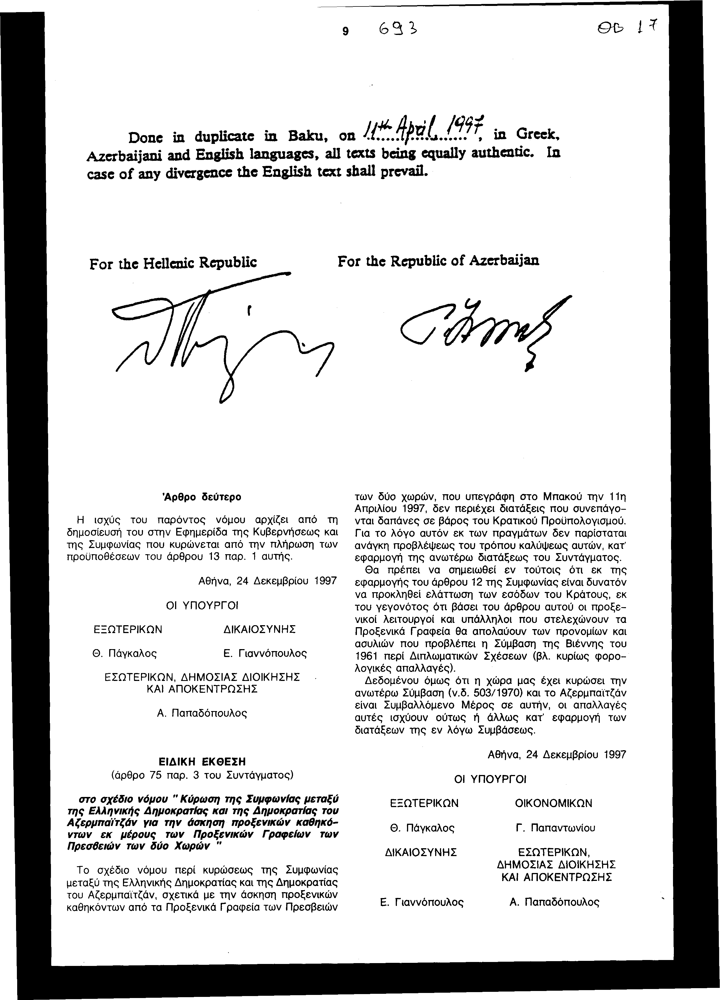 9 693 ΘΒ 17
Done in duplicate in Baku, on 11th April 1997, in Greek,
Azerbaijani and English languages, all texts being equally authentic. In
case of any divergence the English text shall prevail.
For the Hellenic Republic For the Republic of Azerbaijan
Άρθρο δεύτερο
Η ισχύς του παρόντος νόμου αρχίζει από τη
δημοσίευσή του στην Εφημερίδα της Κυβερνήσεως και
της Συμφωνίας που κυρώνεται από την πλήρωση των
προϋποθέσεων του άρθρου 13 παρ. 1 αυτής.
Αθήνα, 24 Δεκεμβρίου 1997
ΟΙ ΥΠΟΥΡΓΟΙ
ΕΞΩΤΕΡΙΚΩΝ ΔΙΚΑΙΟΣΥΝΗΣ
Θ. Πάγκαλος Ε. Γιαννόπουλος
ΕΣΩΤΕΡΙΚΩΝ, ΔΗΜΟΣΙΑΣ ΔΙΟΙΚΗΣΗΣ
ΚΑΙ ΑΠΟΚΕΝΤΡΩΣΗΣ
Α. Παπαδόπουλος
ΕΙΔΙΚΗ ΕΚΘΕΣΗ
(άρθρο 75 παρ. 3 του Συντάγματος)
στο σχέδιο νόμου "Κύρωση της Συμφωνίας μεταξύ
της Ελληνικής Δημοκρατίας και της Δημοκρατίας του
Αζερμπαϊτζάν για την άσκηση προξενικών καθηκό-
ντων εκ μέρους των Προξενικών Γραφείων των
Πρεσβειών των δύο Χωρών "
Το σχέδιο νόμου περί κυρώσεως της Συμφωνίας
μεταξύ της Ελληνικής Δημοκρατίας και της Δημοκρατίας
του Αζερμπαϊτζάν, σχετικά με την άσκηση προξενικών
καθηκόντων από τα Προξενικά Γραφεία των Πρεσβειών
των δύο χωρών, που υπεγράφη στο Μπακού την 11η
Απριλίου 1997, δεν περιέχει διατάξεις που συνεπάγο-
νται δαπάνες σε βάρος του Κρατικού Προϋπολογισμού.
Για το λόγο αυτόν εκ των πραγμάτων δεν παρίσταται
ανάγκη προβλέψεως του τρόπου καλύψεως αυτών, κατ'
εφαρμογή της ανωτέρω διατάξεως του Συντάγματος.
Θα πρέπει να σημειωθεί εν τούτοις ότι εκ της
εφαρμογής του άρθρου 12 της Συμφωνίας είναι δυνατόν
να προκληθεί ελάττωση των εσόδων του Κράτους, εκ
του γεγονότος ότι βάσει του άρθρου αυτού οι προξε-
νικοί λειτουργοί και υπάλληλοι που στελεχώνουν τα
Προξενικά Γραφεία θα απολαύουν των προνομίων και
ασυλιών που προβλέπει η Σύμβαση της Βιέννης του
1961 περί Διπλωματικών Σχέσεων (βλ. κυρίως φορο-
λογικές απαλλαγές).
Δεδομένου όμως ότι η χώρα μας έχει κυρώσει την
ανωτέρω Σύμβαση (ν.δ. 503/1970) και το Αζερμπαϊτζάν
είναι Συμβαλλόμενο Μέρος σε αυτήν, οι απαλλαγές
αυτές ισχύουν ούτως ή άλλως κατ' εφαρμογή των
διατάξεων της εν λόγω Συμβάσεως.
Αθήνα, 24 Δεκεμβρίου 1997
ΟΙ ΥΠΟΥΡΓΟΙ
ΕΞΩΤΕΡΙΚΩΝ ΟΙΚΟΝΟΜΙΚΩΝ
Θ. Πάγκαλος Γ. Παπαντωνίου
ΔΙΚΑΙΟΣΥΝΗΣ ΕΣΩΤΕΡΙΚΩΝ,
ΔΗΜΟΣΙΑΣ ΔΙΟΙΚΗΣΗΣ
ΚΑΙ ΑΠΟΚΕΝΤΡΩΣΗΣ
Ε. Γιαννόπουλος Α. Παπαδόπουλος